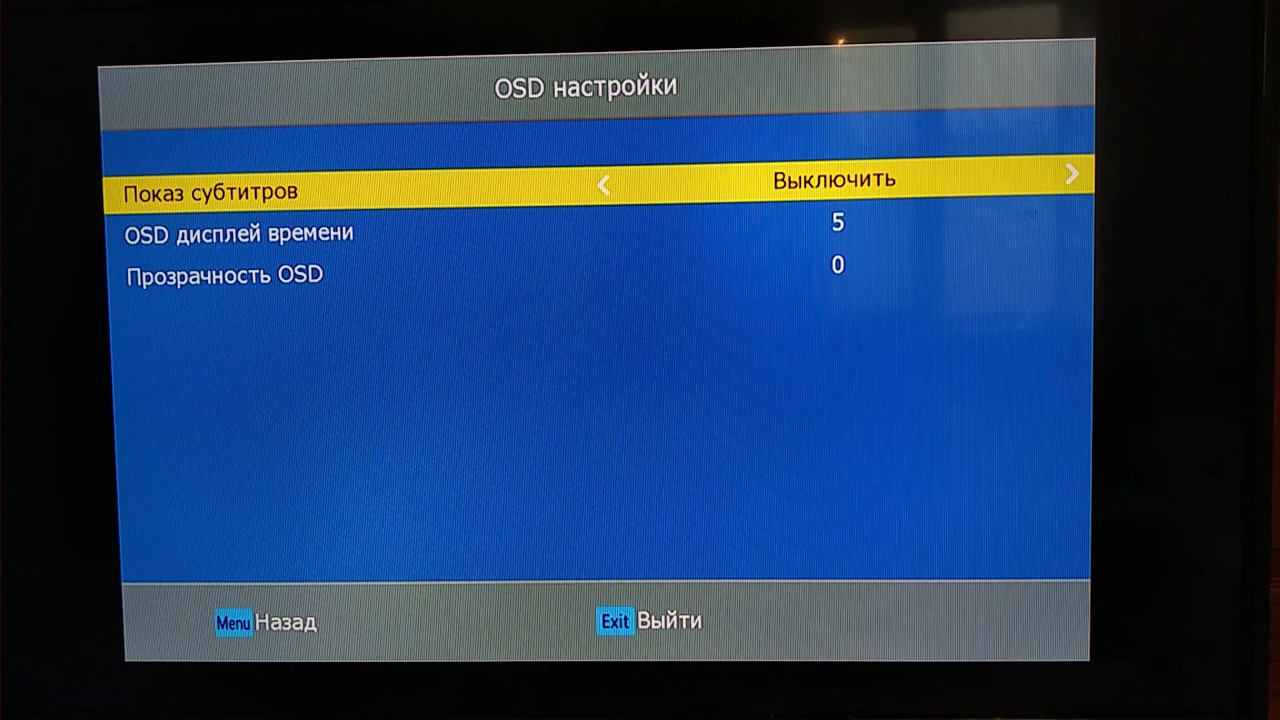 OSD настройки
Показ субтитров < Выключить >
OSD дисплей времени 5
Прозрачность OSD 0
Menu Назад Exit Выйти